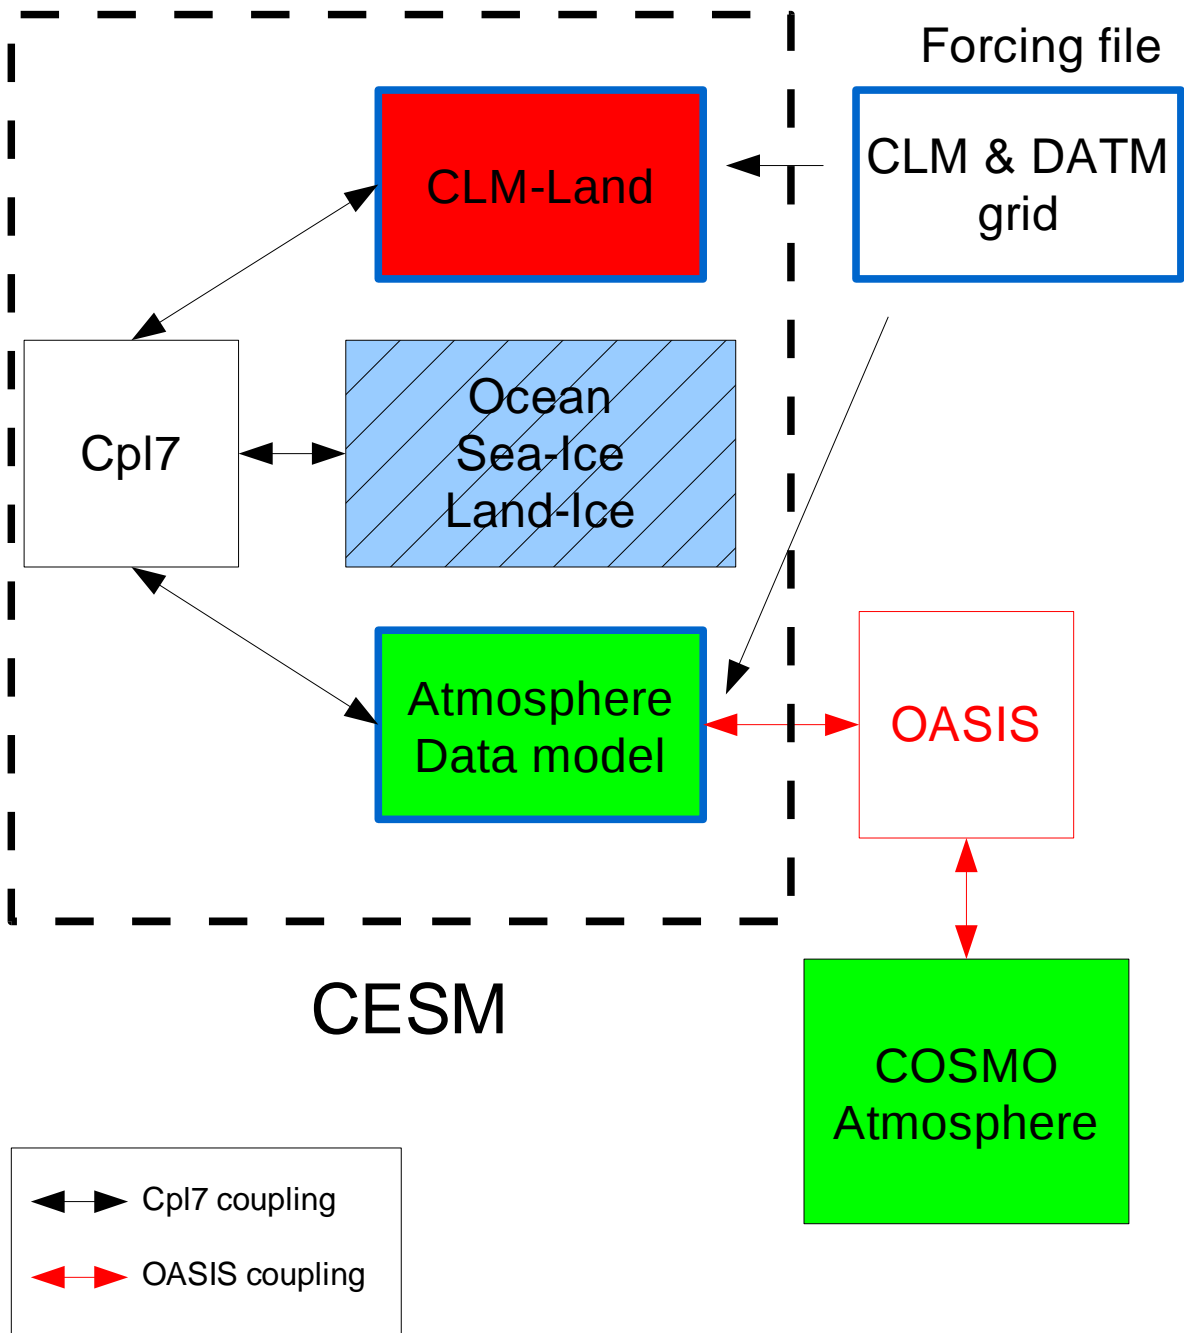 Forcing file
CLM-Land
CLM & DATM
grid
Cpl7
Ocean
Sea-Ice
Land-Ice
Atmosphere
Data model
OASIS
CESM
COSMO
Atmosphere
Cpl7 coupling
OASIS coupling